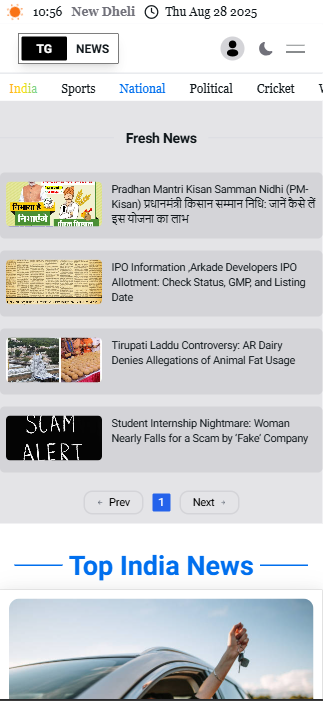 10:56 New Dheli Thu Aug 28 2025
TG NEWS
India Sports National Political Cricket
Fresh News
Pradhan Mantri Kisan Samman Nidhi (PM-
Kisan) प्रधानमंत्री किसान सम्मान निधि: जानें कैसे लें
इस योजना का लाभ
IPO Information ,Arkade Developers IPO
Allotment: Check Status, GMP, and Listing
Date
Tirupati Laddu Controversy: AR Dairy
Denies Allegations of Animal Fat Usage
SCAM
ALERT
Student Internship Nightmare: Woman
Nearly Falls for a Scam by ‘Fake’ Company
← Prev 1 Next →
Top India News